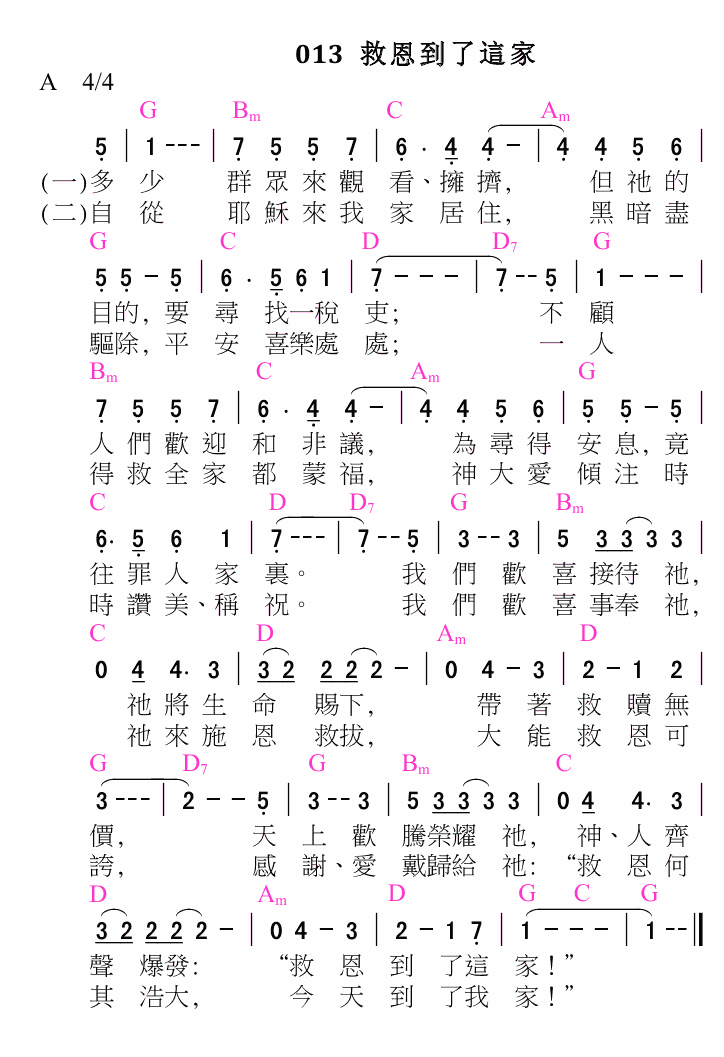 013 救恩到了這家
A 4/4
G Bm C Am
5 | 1 - - - | 7 5 5 7 | 6 · 4 4 - | 4 4 5 6 |
(一)多 少 群 眾 來 觀 看、擁 擠, 但 祂 的
(二)自 從 耶 穌 來 我 家 居 住, 黑 暗 盡
G C D D7 G
5 5 - 5 | 6 · 5 6 1 | 7 - - - | 7 - - 5 | 1 - - - |
目的, 要 尋 找一稅 吏; 不 顧
驅除, 平 安 喜樂處 處; 一 人
Bm C Am G
7 5 5 7 | 6 · 4 4 - | 4 4 5 6 | 5 5 - 5 |
人 們 歡 迎 和 非 議, 為 尋 得 安 息, 竟
得 救 全 家 都 蒙 福, 神 大 愛 傾 注 時
C D D7 G Bm
6· 5 6 1 | 7 - - - | 7 - - 5 | 3 - - 3 | 5 3 3 3 3 |
往 罪 人 家 裏。 我 們 歡 喜 接待 祂,
時 讚 美、稱 祝。 我 們 歡 喜 事奉 祂,
C D Am D
0 4 4· 3 | 3 2 2 2 2 - | 0 4 - 3 | 2 - 1 2 |
祂 將 生 命 賜下, 帶 著 救 贖 無
祂 來 施 恩 救拔, 大 能 救 恩 可
G D7 G Bm C
3 - - - | 2 - - 5 | 3 - - 3 | 5 3 3 3 3 | 0 4 4· 3 |
價, 天 上 歡 騰榮耀 祂, 神、人 齊
誇, 感 謝、愛 戴歸給 祂: “救 恩 何
D Am D G C G
3 2 2 2 2 - | 0 4 - 3 | 2 - 1 7 | 1 - - - | 1 - - ‖
聲 爆發: “救 恩 到 了這 家！”
其 浩大, 今 天 到 了我 家！”